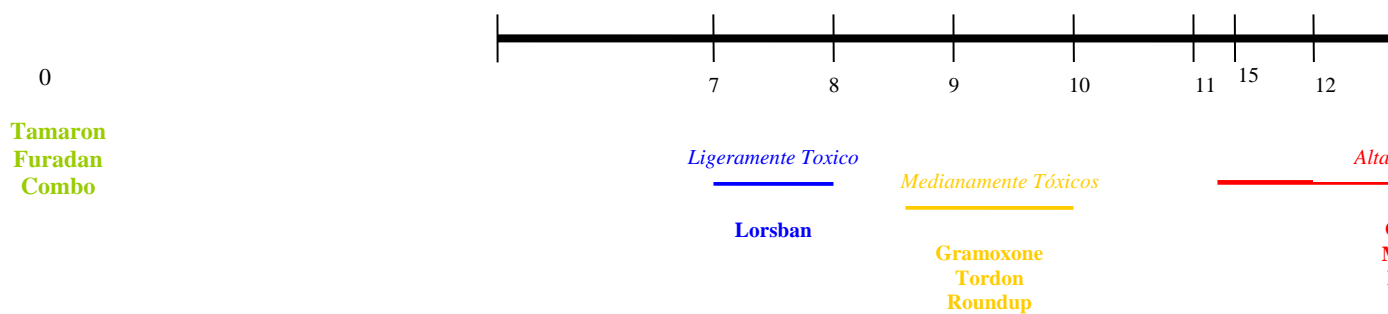 0
7
8
9
10
11
15
12
Tamaron
Furadan
Combo
Ligeramente Toxico
Lorsban
Medianamente Tóxicos
Gramoxone
Tordon
Roundup